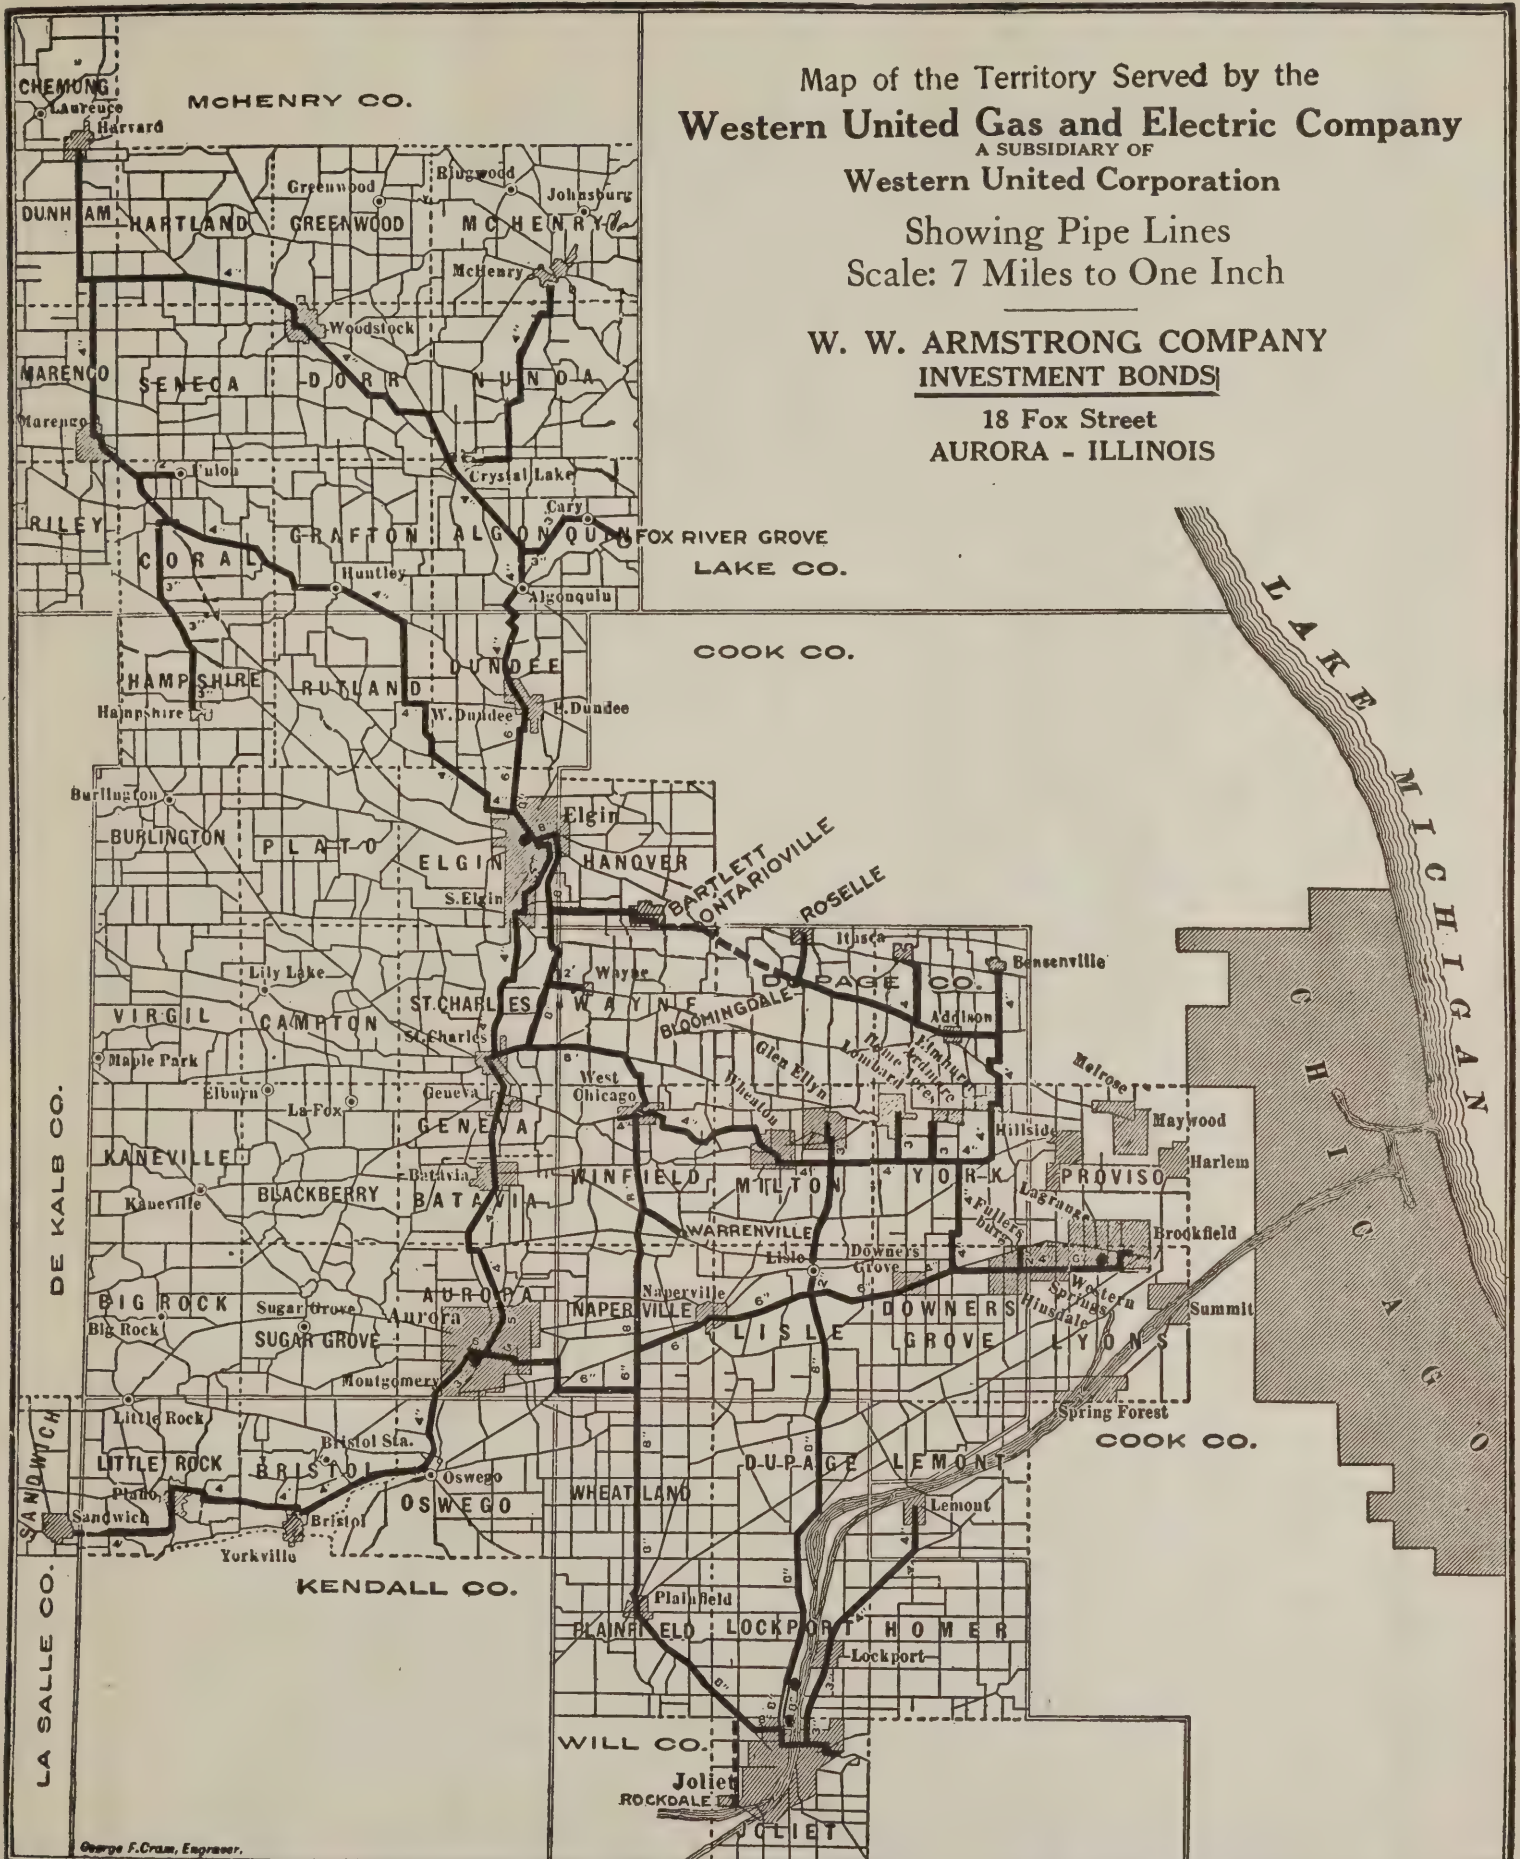 Map of the Territory Served by the
Western United Gas and Electric Company
A SUBSIDIARY OF
Western United Corporation
Showing Pipe Lines
Scale: 7 Miles to One Inch
W. W. ARMSTRONG COMPANY
INVESTMENT BONDS
18 Fox Street
AURORA - ILLINOIS
McHENRY CO.
CHEMUNG
Laurence
Harvard
DUNHAM
HARTLAND
Greenwood
GREENWOOD
Ringwood
Johnsburg
McHENRY
McHenry
Woodstock
MARENGO
SENECA
DORR
NUNDA
Marengo
Crystal Lake
Cary
RILEY
CORAL
GRAFTON
ALGONQUIN
FOX RIVER GROVE
LAKE CO.
Huntley
Algonquin
COOK CO.
LAKE MICHIGAN
HAMPSHIRE
RUTLAND
DUNDEE
Hampshire
W. Dundee
E. Dundee
Burlington
BURLINGTON
PLATO
ELGIN
Elgin
HANOVER
S. Elgin
BARTLETT
ONTARIOVILLE
ROSELLE
Itasca
Bensenville
Lily Lake
Wayne
DU PAGE CO.
VIRGIL
CAMPTON
ST. CHARLES
WAYNE
BLOOMINGDALE
Addison
St. Charles
Maple Park
Elburn
La Fox
Geneva
GENEVA
West
Chicago
Wheaton
Glen Ellyn
Lombard
Elmhurst
Melrose
Maywood
Hillside
Harlem
DE KALB CO.
KANEVILLE
Kaneville
BLACKBERRY
Batavia
BATAVIA
WINFIELD
MILTON
YORK
PROVISO
Lagrange
Fullers
burg
Brookfield
WARRENVILLE
Lisle
Downers
Grove
Western
Springs
Hinsdale
Summit
BIG ROCK
Big Rock
Sugar Grove
SUGAR GROVE
AURORA
Aurora
Naperville
NAPERVILLE
LISLE
DOWNERS
GROVE
LYONS
Montgomery
Spring Forest
COOK CO.
CHICAGO
SANDWICH
Little Rock
LITTLE ROCK
Bristol Sta.
BRISTOL
Oswego
OSWEGO
Plano
Sandwich
Bristol
Yorkville
KENDALL CO.
WHEATLAND
DUPAGE
LEMONT
Lemont
LA SALLE CO.
Plainfield
PLAINFIELD
LOCKPORT
HOMER
Lockport
WILL CO.
Joliet
ROCKDALE
JOLIET
George F. Cram, Engraver.